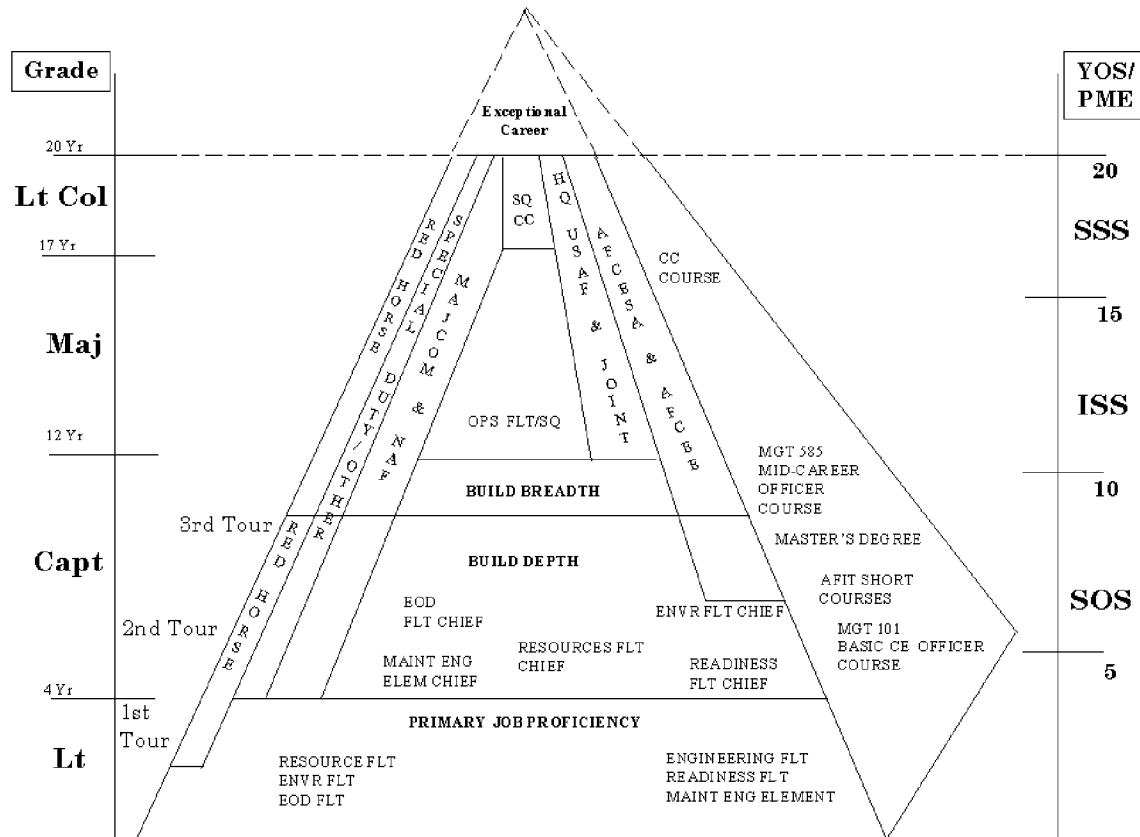 Grade
YOS/
PME
Exceptional
Career
20 Yr
20
Lt Col
SQ
CC
SSS
17 Yr
CC
COURSE
15
Maj
RED HORSE
SPECIAL DUTY/OTHER
MAJCOM & NAF
HQ USAF & JOINT
AFCESA & AFCEE
ISS
OPS FLT/SQ
12 Yr
MGT 585
MID-CAREER
OFFICER
COURSE
10
BUILD BREADTH
3rd Tour
RED HORSE
MASTER'S DEGREE
Capt
BUILD DEPTH
AFIT SHORT
COURSES
SOS
EOD
FLT CHIEF
ENVR FLT CHIEF
2nd Tour
MGT 101
BASIC CE OFFICER
COURSE
RESOURCES FLT
CHIEF
MAINT ENG
ELEM CHIEF
READINESS
FLT CHIEF
5
4 Yr
1st
Tour
PRIMARY JOB PROFICIENCY
Lt
RESOURCE FLT
ENVR FLT
EOD FLT
ENGINEERING FLT
READINESS FLT
MAINT ENG ELEMENT